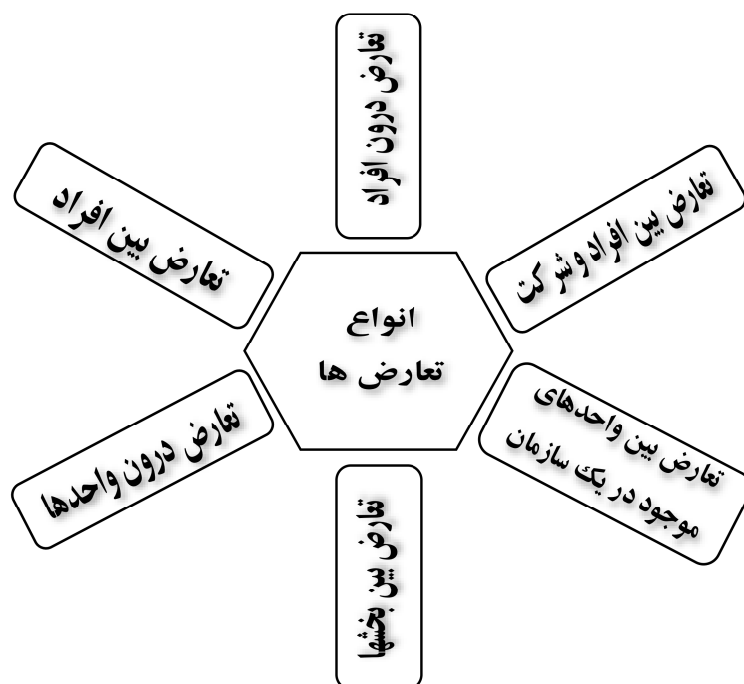 تعارض درون افراد
تعارض بین افراد و شرکت
تعارض بین افراد
انواع
تعارض ها
تعارض بین واحدهای
موجود در یک سازمان
تعارض درون واحدها
تعارض بین بخشها